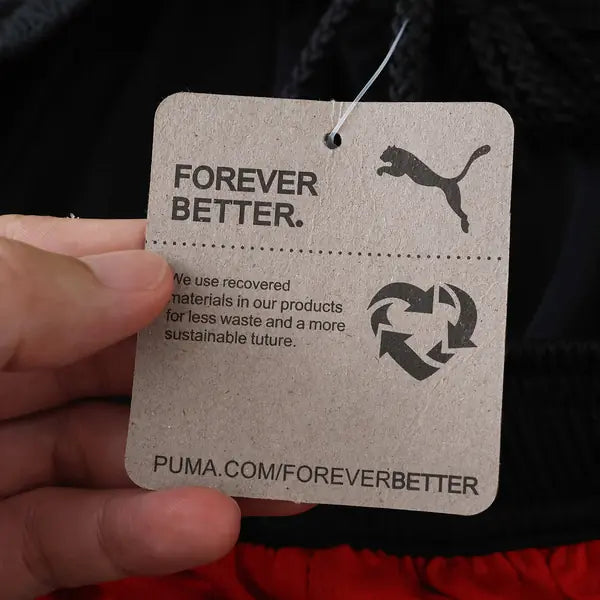 FOREVER
BETTER.
We use recovered
materials in our products
for less waste and a more
sustainable tuture.
PUMA.COM/FOREVERBETTER